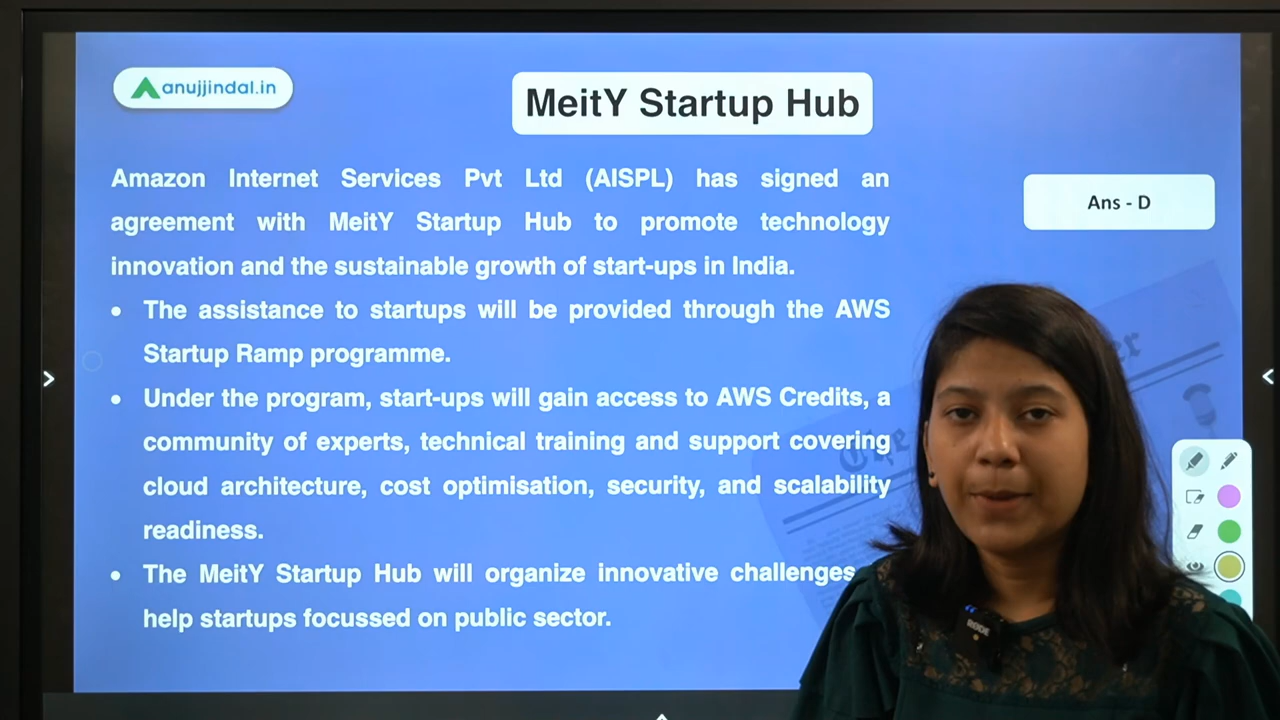 anujjindal.in
MeitY Startup Hub
Amazon Internet Services Pvt Ltd (AISPL) has signed an
agreement with MeitY Startup Hub to promote technology
innovation and the sustainable growth of start-ups in India.
Ans - D
• The assistance to startups will be provided through the AWS
Startup Ramp programme.
• Under the program, start-ups will gain access to AWS Credits, a
community of experts, technical training and support covering
cloud architecture, cost optimisation, security, and scalability
readiness.
• The MeitY Startup Hub will organize innovative challenges
help startups focussed on public sector.
The
er
RODE